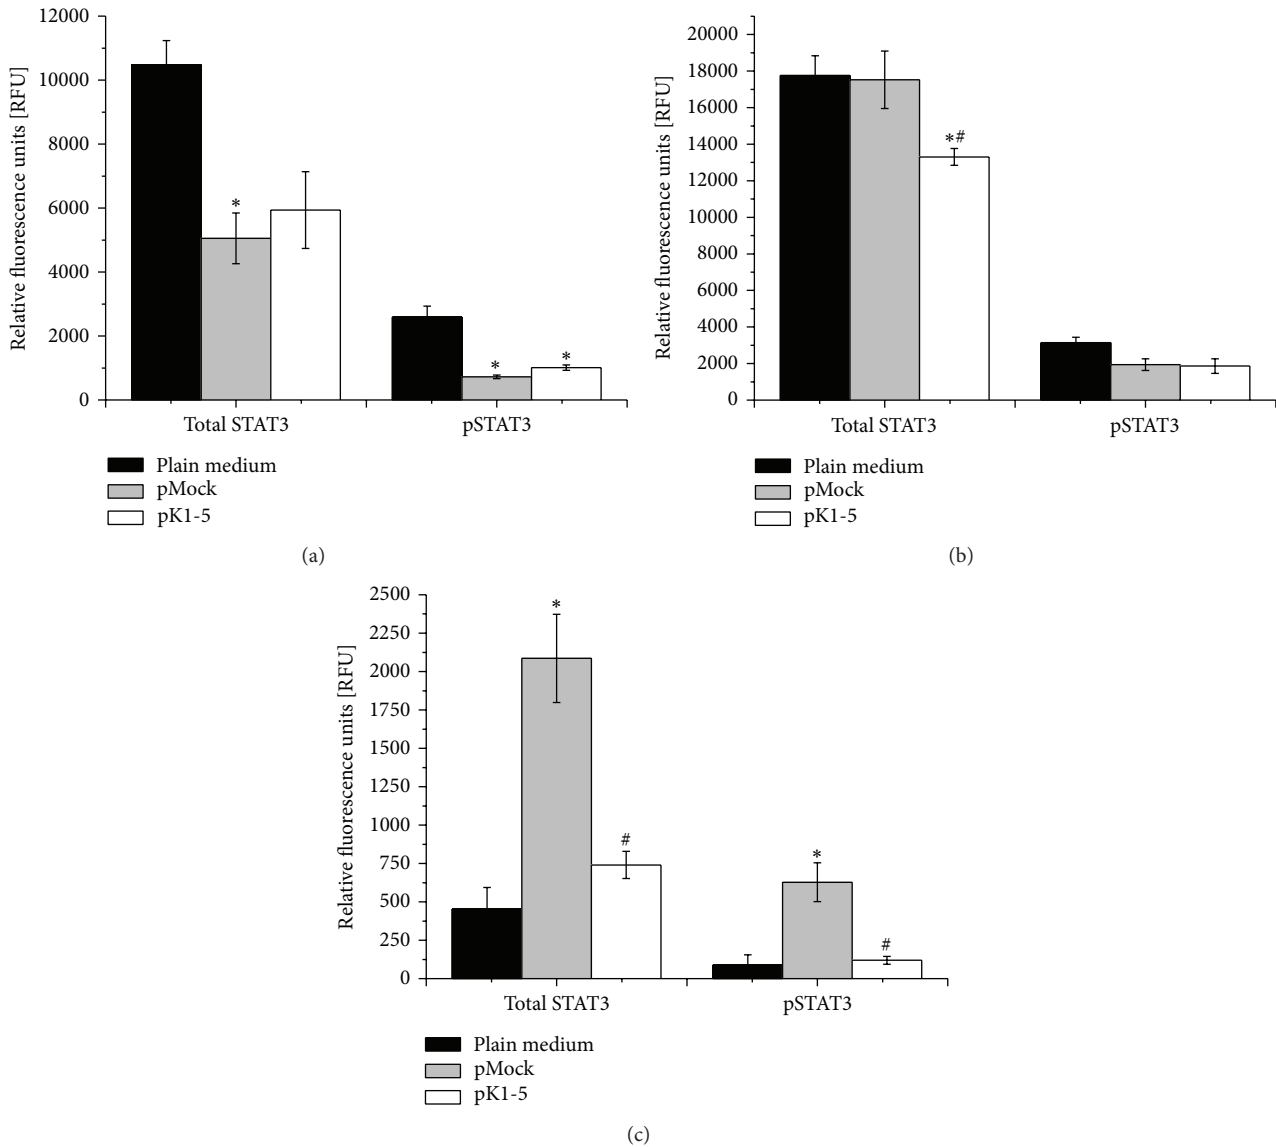 12000
10000
8000
6000
4000
2000
0
Relative fluorescence units [RFU]
*
*
*
Total STAT3
pSTAT3
Plain medium
pMock
pK1-5
(a)
20000
18000
16000
14000
12000
10000
8000
6000
4000
2000
0
Relative fluorescence units [RFU]
*#
Total STAT3
pSTAT3
Plain medium
pMock
pK1-5
(b)
2500
2250
2000
1750
1500
1250
1000
750
500
250
0
Relative fluorescence units [RFU]
*
#
*
#
Total STAT3
pSTAT3
Plain medium
pMock
pK1-5
(c)